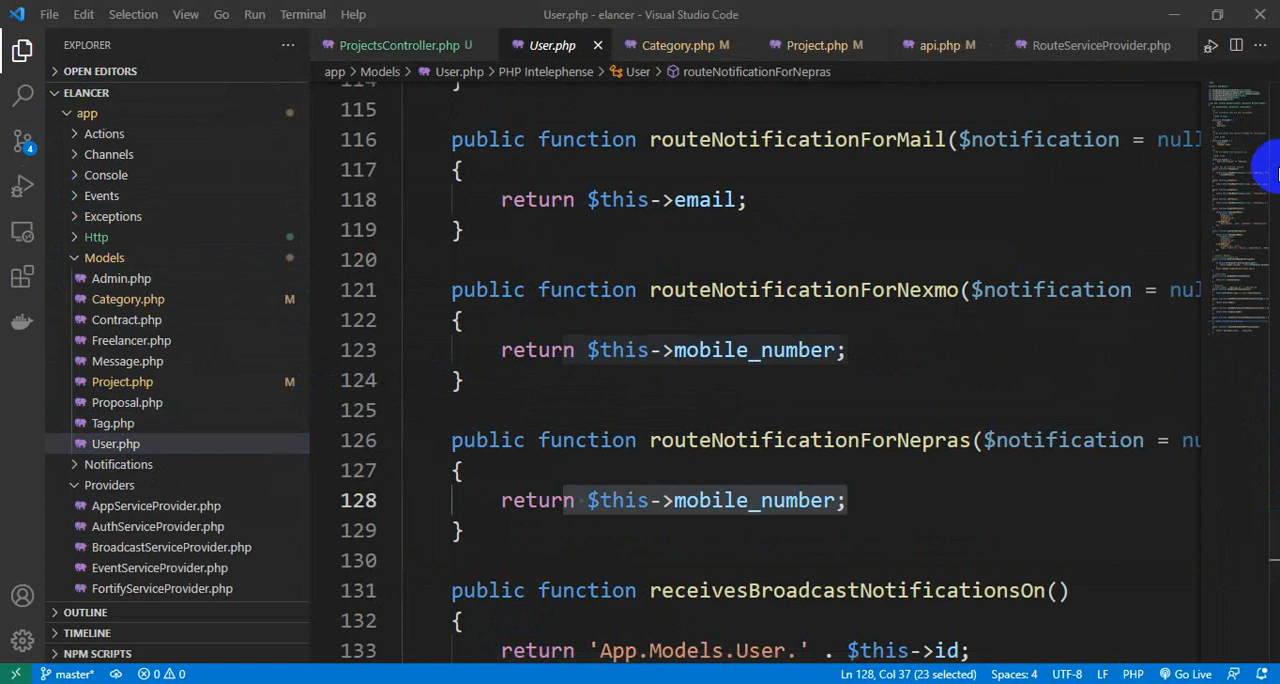 File Edit Selection View Go Run Terminal Help User.php - elancer - Visual Studio Code
EXPLORER
ProjectsController.php U User.php Category.php M Project.php M api.php M RouteServiceProvider.php
OPEN EDITORS
app > Models > User.php > PHP Intelephense > User > routeNotificationForNepras
ELANCER
app
Actions
Channels
Console
Events
Exceptions
Http
Models
Admin.php
Category.php M
Contract.php
Freelancer.php
Message.php
Project.php M
Proposal.php
Tag.php
User.php
Notifications
Providers
AppServiceProvider.php
AuthServiceProvider.php
BroadcastServiceProvider.php
EventServiceProvider.php
FortifyServiceProvider.php
OUTLINE
TIMELINE
NPM SCRIPTS
4
114 }
115
116 public function routeNotificationForMail($notification = null
117 {
118 return $this->email;
119 }
120
121 public function routeNotificationForNexmo($notification = nul
122 {
123 return $this->mobile_number;
124 }
125
126 public function routeNotificationForNepras($notification = nu
127 {
128 return $this->mobile_number;
129 }
130
131 public function receivesBroadcastNotificationsOn()
132 {
133 return 'App.Models.User.' . $this->id;
master* 0 0 Ln 128, Col 37 (23 selected) Spaces: 4 UTF-8 LF PHP Go Live